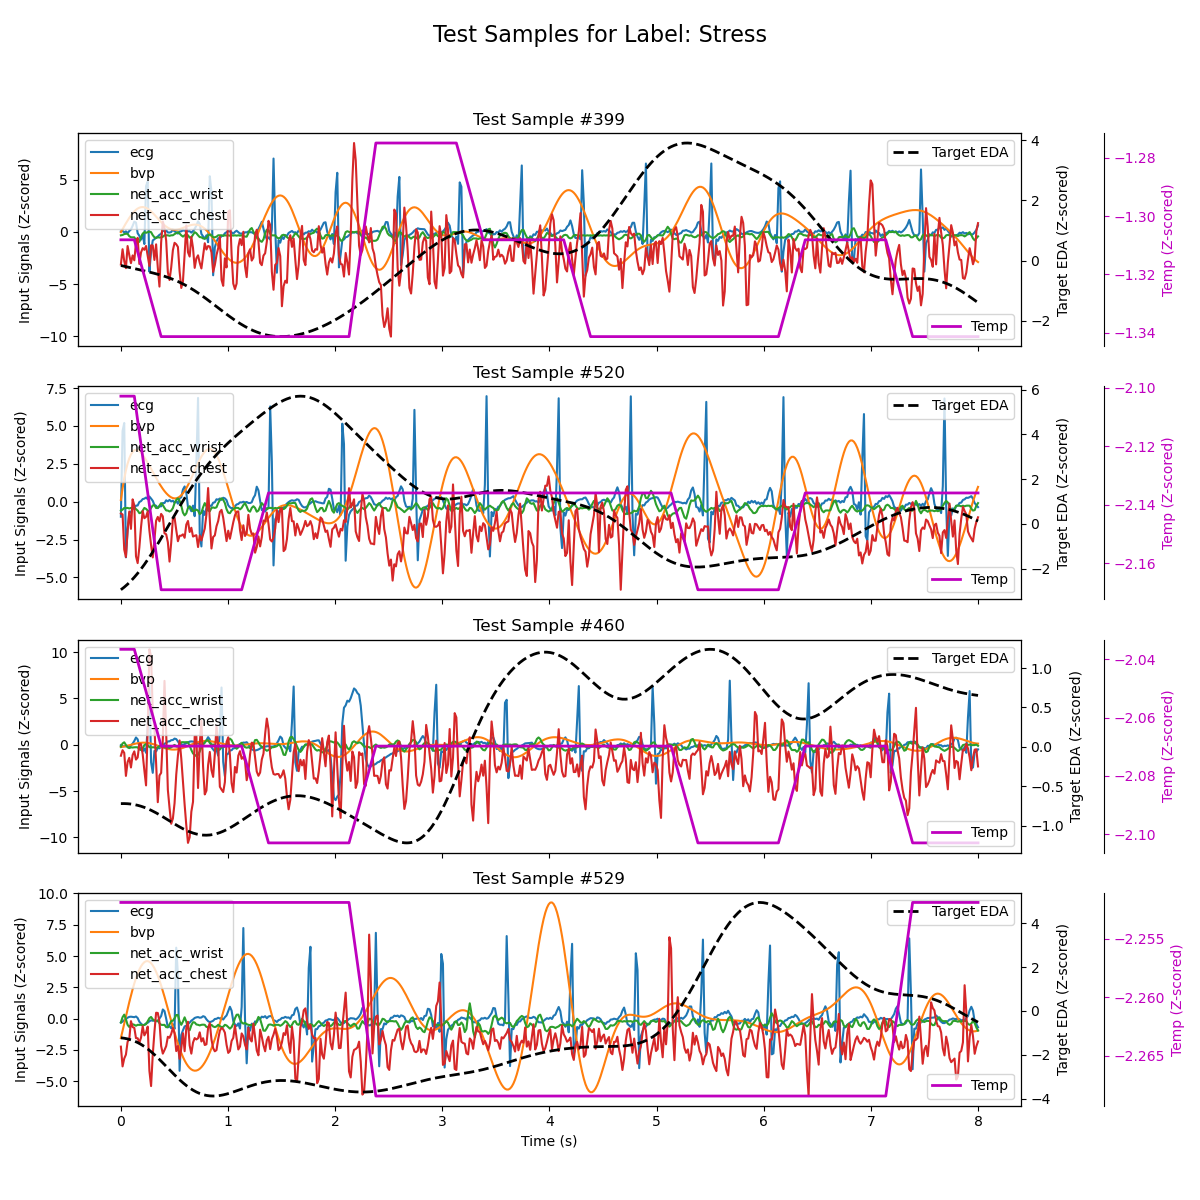 Test Samples for Label: Stress
Test Sample #399
Input Signals (Z-scored)
5
0
−5
−10
ecg
bvp
net_acc_wrist
net_acc_chest
Target EDA
Temp
4
2
0
−2
Target EDA (Z-scored)
−1.28
−1.30
−1.32
−1.34
Temp (Z-scored)
Test Sample #520
Input Signals (Z-scored)
7.5
5.0
2.5
0.0
−2.5
−5.0
ecg
bvp
net_acc_wrist
net_acc_chest
Target EDA
Temp
6
4
2
0
−2
Target EDA (Z-scored)
−2.10
−2.12
−2.14
−2.16
Temp (Z-scored)
Test Sample #460
Input Signals (Z-scored)
10
5
0
−5
−10
ecg
bvp
net_acc_wrist
net_acc_chest
Target EDA
Temp
1.0
0.5
0.0
−0.5
−1.0
Target EDA (Z-scored)
−2.04
−2.06
−2.08
−2.10
Temp (Z-scored)
Test Sample #529
Input Signals (Z-scored)
10.0
7.5
5.0
2.5
0.0
−2.5
−5.0
ecg
bvp
net_acc_wrist
net_acc_chest
Target EDA
Temp
4
2
0
−2
−4
Target EDA (Z-scored)
−2.255
−2.260
−2.265
Temp (Z-scored)
0 1 2 3 4 5 6 7 8
Time (s)